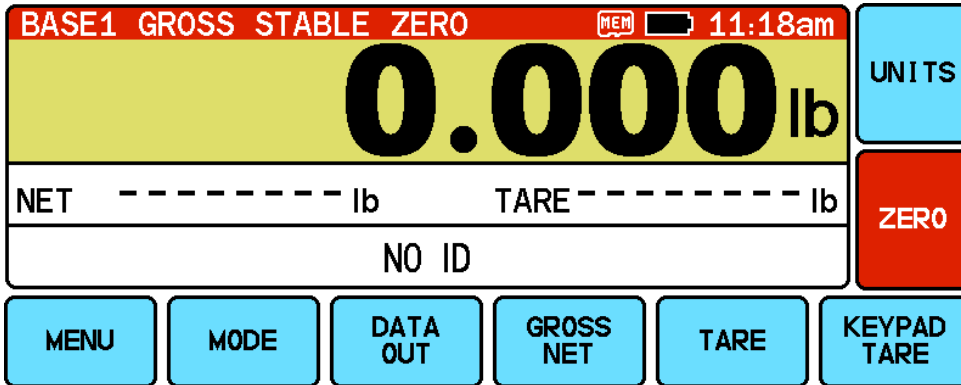 BASE1 GROSS STABLE ZERO MEM 11:18am
0.000 lb
UNITS
NET - - - - - - - - - lb TARE - - - - - - - - - lb
ZERO
NO ID
MENU
MODE
DATA
OUT
GROSS
NET
TARE
KEYPAD
TARE